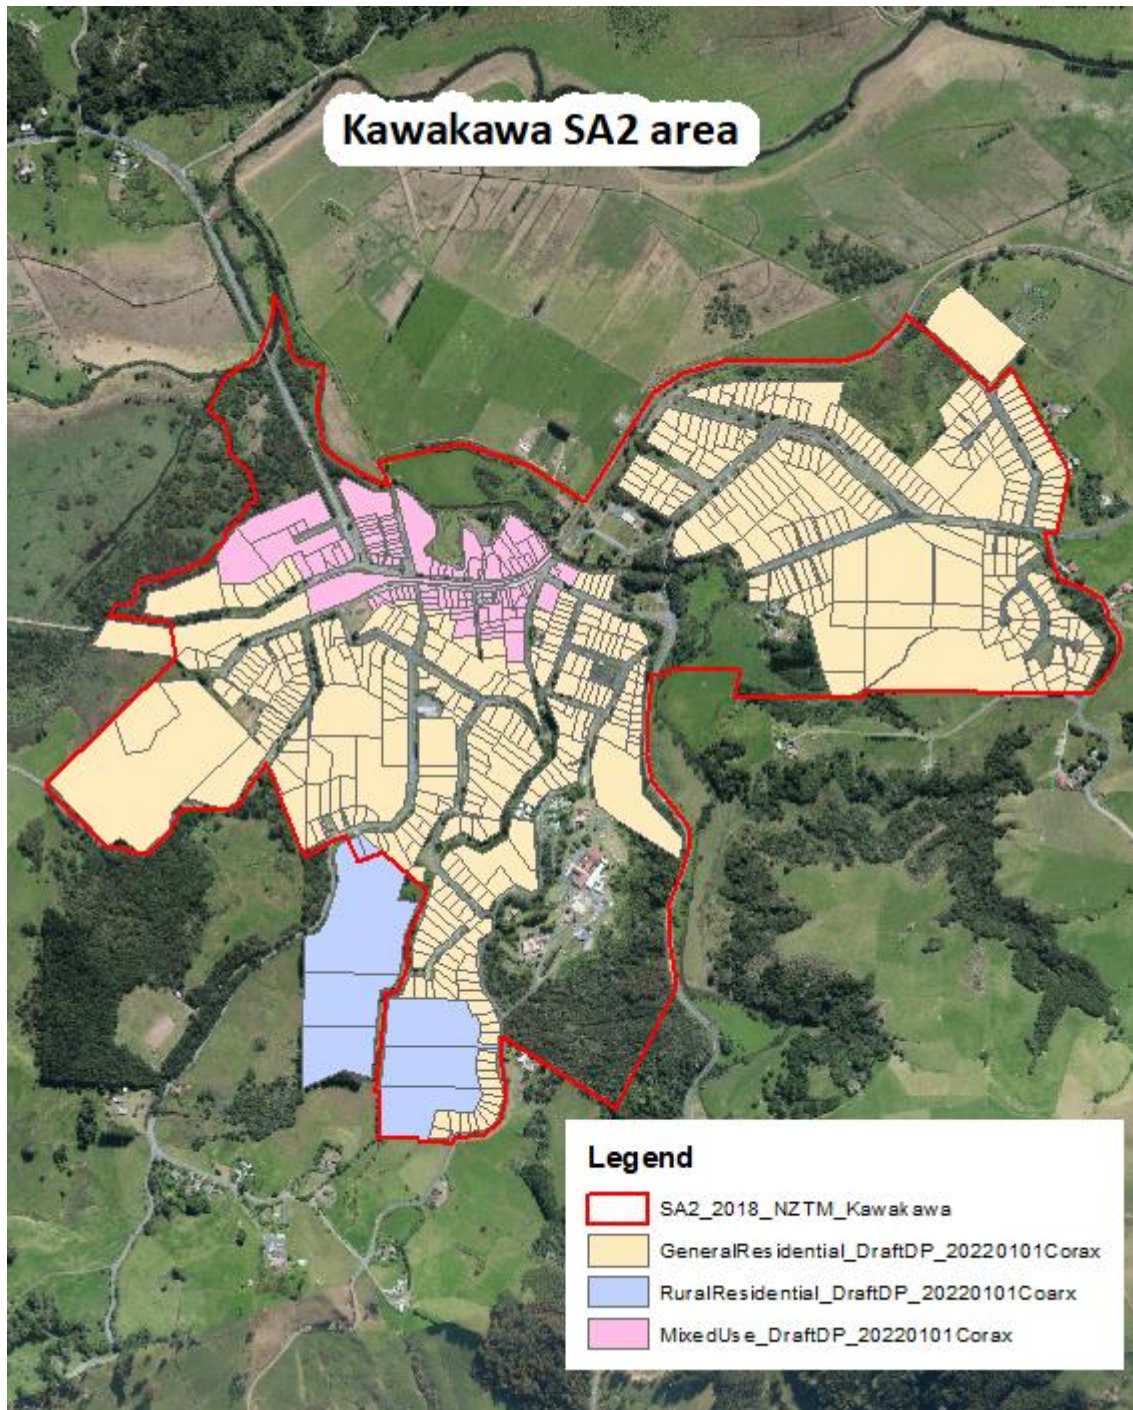 Kawakawa SA2 area
Legend
SA2_2018_NZTM_Kawakawa
GeneralResidential_DraftDP_20220101Corax
RuralResidential_DraftDP_20220101Coarx
MixedUse_DraftDP_20220101Corax